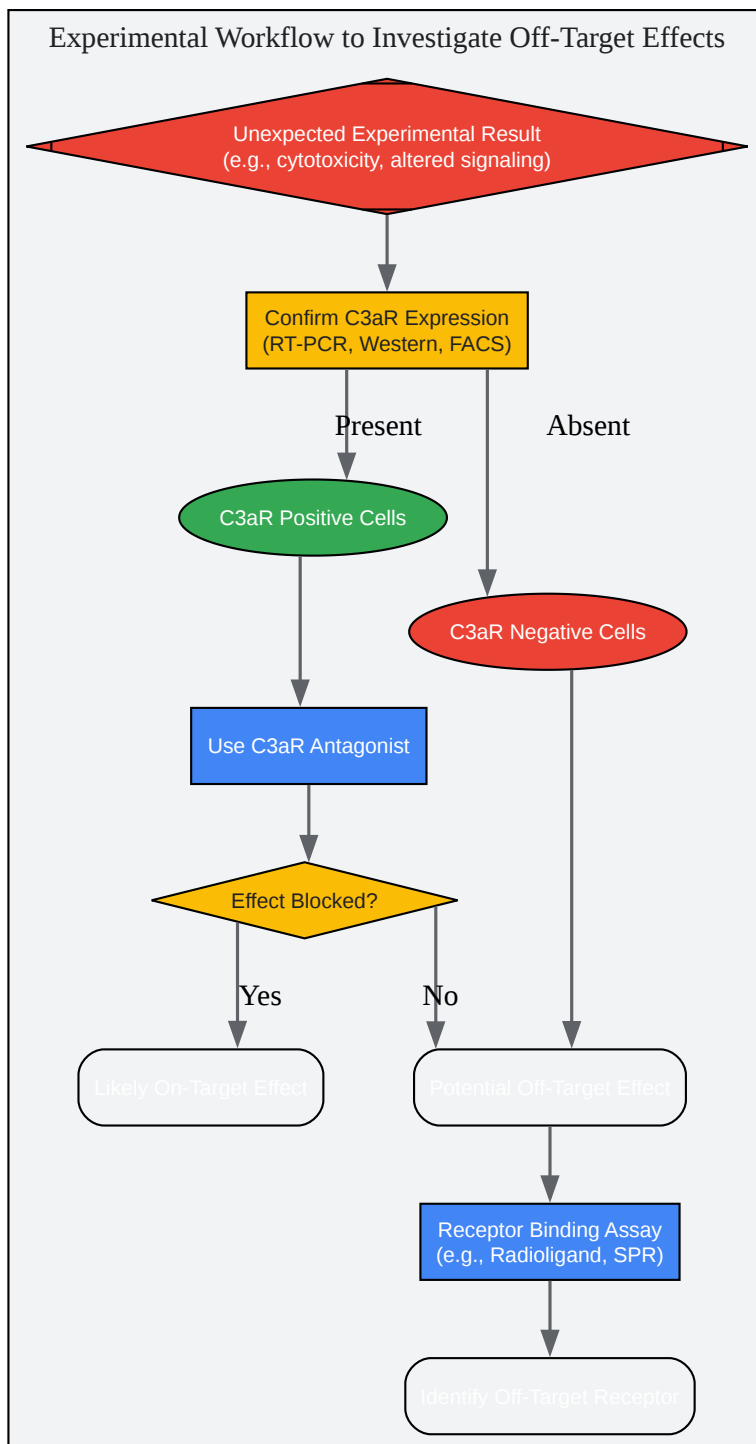 Experimental Workflow to Investigate Off-Target Effects
Unexpected Experimental Result
(e.g., cytotoxicity, altered signaling)
Confirm C3aR Expression
(RT-PCR, Western, FACS)
Present
Absent
C3aR Positive Cells
C3aR Negative Cells
Use C3aR Antagonist
Effect Blocked?
Yes
No
Likely On-Target Effect
Potential Off-Target Effect
Receptor Binding Assay
(e.g., Radioligand, SPR)
Identify Off-Target Receptor